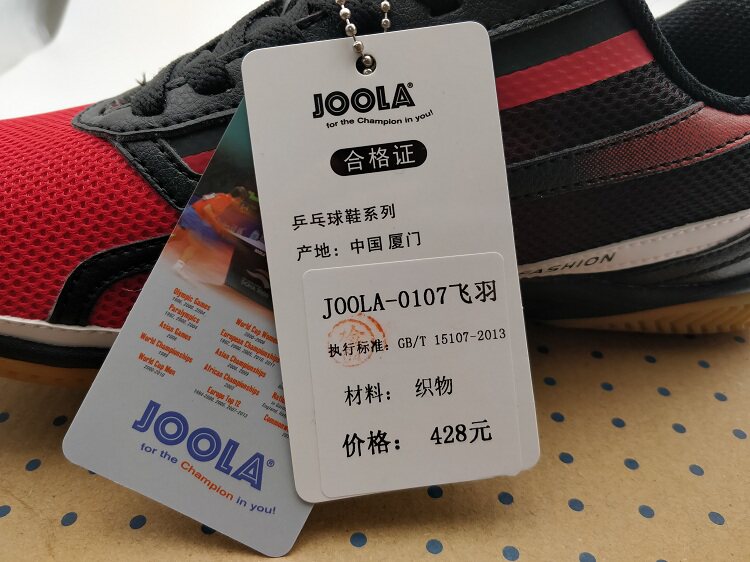 JOOLA®
for the Champion in you!
合格证
乒乓球鞋系列
产地：中国 厦门
JOOLA-0107飞羽
执行标准：GB/T 15107-2013
材料：织物
价格：428元
FASHION
Olympic Games
Paralympics
Asian Games
World Championships
World Cup Men
European Championships
Asian Championships
African Championships
Europe Top 12
JOOLA®
for the Champion in you!